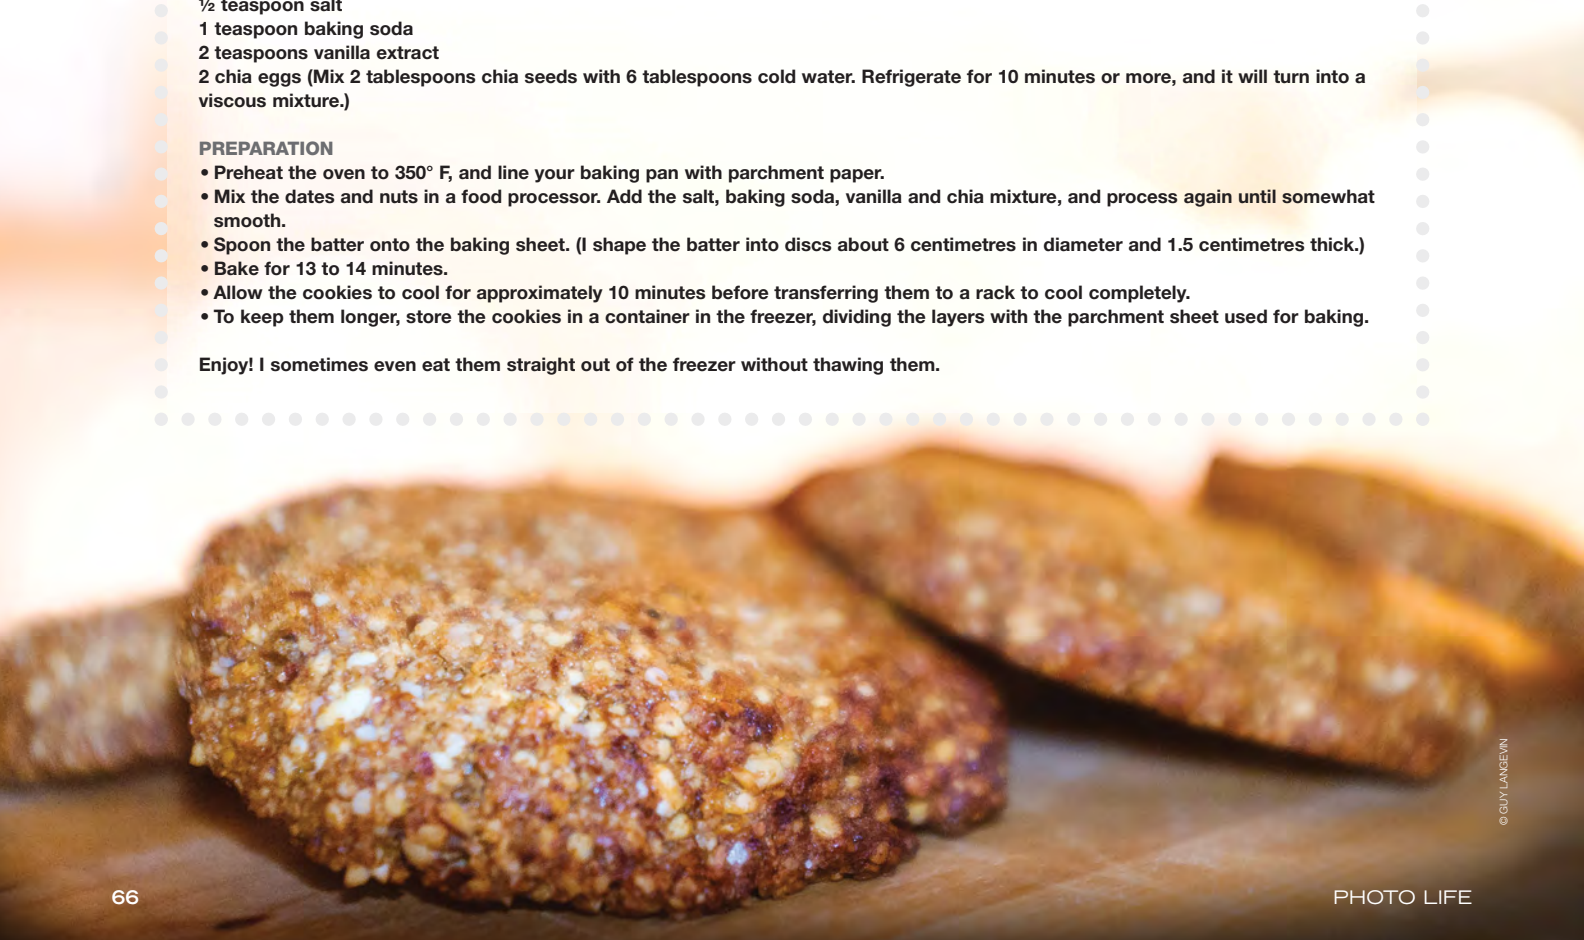 ½ teaspoon salt
1 teaspoon baking soda
2 teaspoons vanilla extract
2 chia eggs (Mix 2 tablespoons chia seeds with 6 tablespoons cold water. Refrigerate for 10 minutes or more, and it will turn into a
viscous mixture.)
PREPARATION
• Preheat the oven to 350° F, and line your baking pan with parchment paper.
• Mix the dates and nuts in a food processor. Add the salt, baking soda, vanilla and chia mixture, and process again until somewhat
smooth.
• Spoon the batter onto the baking sheet. (I shape the batter into discs about 6 centimetres in diameter and 1.5 centimetres thick.)
• Bake for 13 to 14 minutes.
• Allow the cookies to cool for approximately 10 minutes before transferring them to a rack to cool completely.
• To keep them longer, store the cookies in a container in the freezer, dividing the layers with the parchment sheet used for baking.
Enjoy! I sometimes even eat them straight out of the freezer without thawing them.
© GUY LANGEVIN
66
PHOTO LIFE